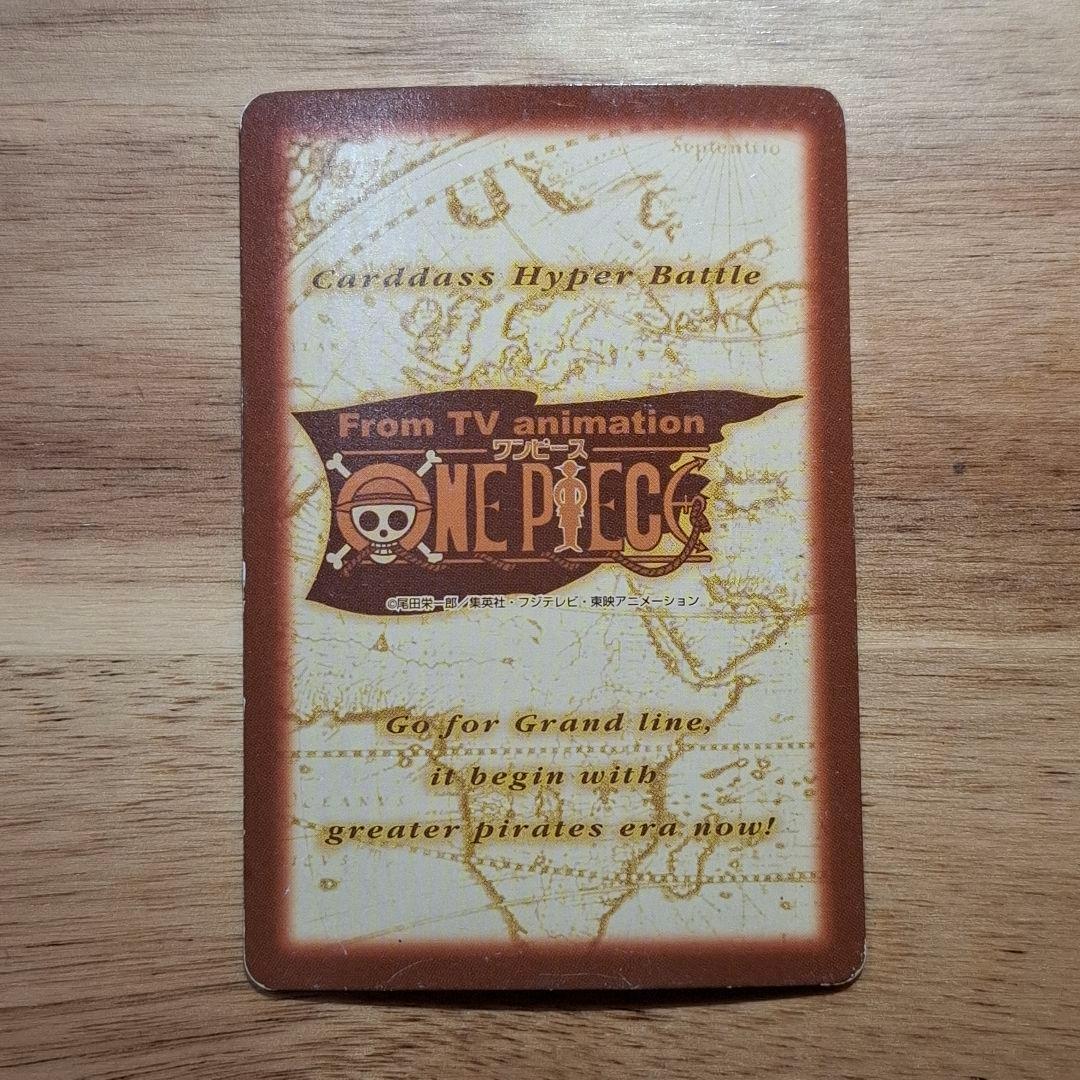 Septentrio
Carddass Hyper Battle
From TV animation
ワンピース
ONE PIECE
©尾田栄一郎／集英社・フジテレビ・東映アニメーション
Go for Grand line,
it begin with
OCEANVS
greater pirates era now!